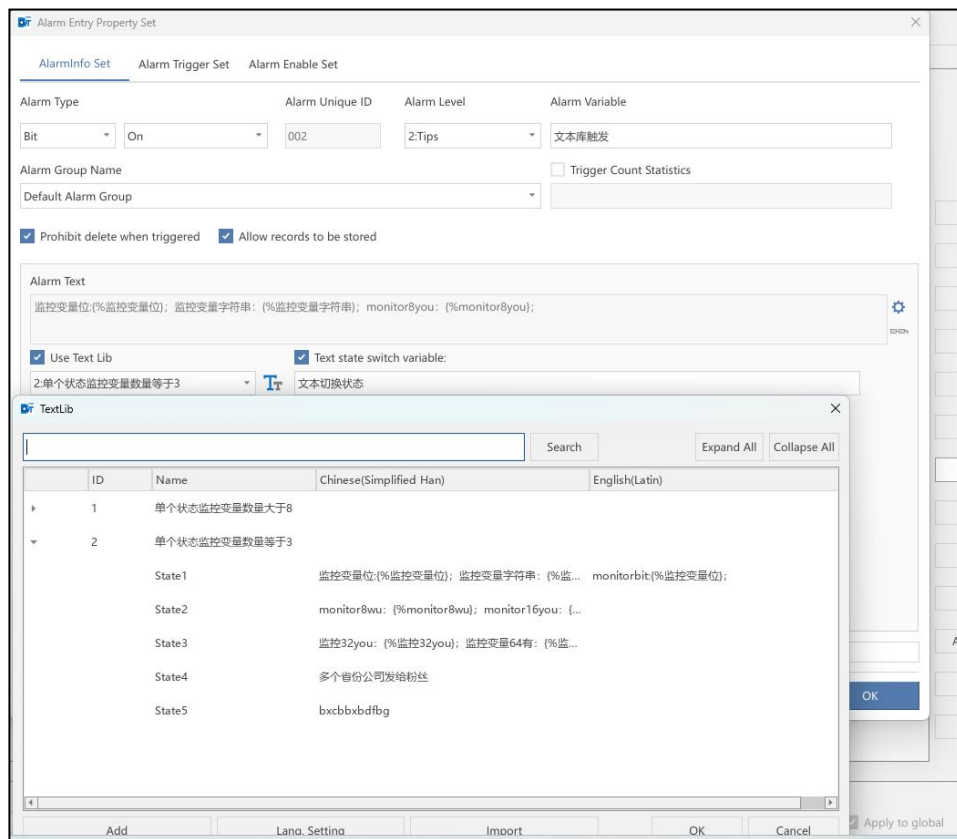 DT Alarm Entry Property Set
AlarmInfo Set Alarm Trigger Set Alarm Enable Set
Alarm Type Alarm Unique ID Alarm Level Alarm Variable
Bit On 002 2:Tips 文本库触发
Alarm Group Name Trigger Count Statistics
Default Alarm Group
Prohibit delete when triggered Allow records to be stored
Alarm Text
监控变量位:{%监控变量位}; 监控变量字符串: {%监控变量字符串}; monitor8you: {%monitor8you};
Use Text Lib Text state switch variable:
2:单个状态监控变量数量等于3 TT 文本切换状态
DT TextLib
Search Expand All Collapse All
ID Name Chinese(Simplified Han) English(Latin)
1 单个状态监控变量数量大于8
2 单个状态监控变量数量等于3
State1 监控变量位:{%监控变量位}; 监控变量字符串: {%监... monitorbit:{%监控变量位};
State2 monitor8wu: {%monitor8wu}; monitor16you: {...
State3 监控32you: {%监控32you}; 监控变量64有: {%监...
State4 多个省份公司发给粉丝
State5 bxcbbxbdfbg
OK
Add Lang. Setting Import OK Cancel
Apply to global